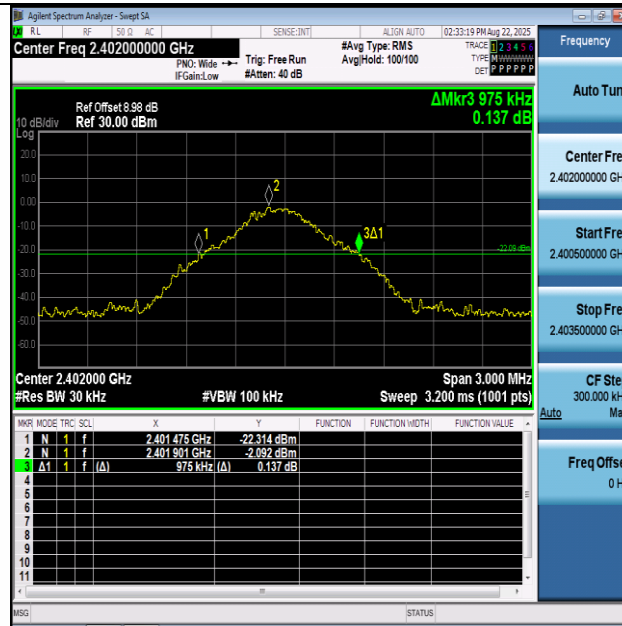 Agilent Spectrum Analyzer - Swept SA
RL RF 50 Ω AC SENSE:INT ALIGN AUTO 02:33:19 PM Aug 22, 2025
Center Freq 2.402000000 GHz
PNO: Wide
IFGain:Low
Trig: Free Run
#Atten: 40 dB
#Avg Type: RMS
Avg|Hold: 100/100
TRACE 1 2 3 4 5 6
TYPE M WWWWW
DET P P P P P P
Ref Offset 8.98 dB
Ref 30.00 dBm
10 dB/div
Log
ΔMkr3 975 kHz
0.137 dB
20.0
10.0
0.00
-10.0
-20.0
-30.0
-40.0
-50.0
-60.0
1
2
3Δ1
-22.09 dBm
Center 2.402000 GHz
#Res BW 30 kHz
#VBW 100 kHz
Span 3.000 MHz
Sweep 3.200 ms (1001 pts)
MKR MODE TRC SCL X Y FUNCTION FUNCTION WIDTH FUNCTION VALUE
1 N 1 f 2.401 475 GHz -22.314 dBm
2 N 1 f 2.401 901 GHz -2.092 dBm
3 Δ1 1 f (Δ) 975 kHz (Δ) 0.137 dB
4
5
6
7
8
9
10
11
MSG STATUS
Frequency
Auto Tun
Center Fre
2.402000000 GH
Start Fre
2.400500000 GH
Stop Fre
2.403500000 GH
CF Ste
300.000 kH
Auto Ma
Freq Offse
0 H